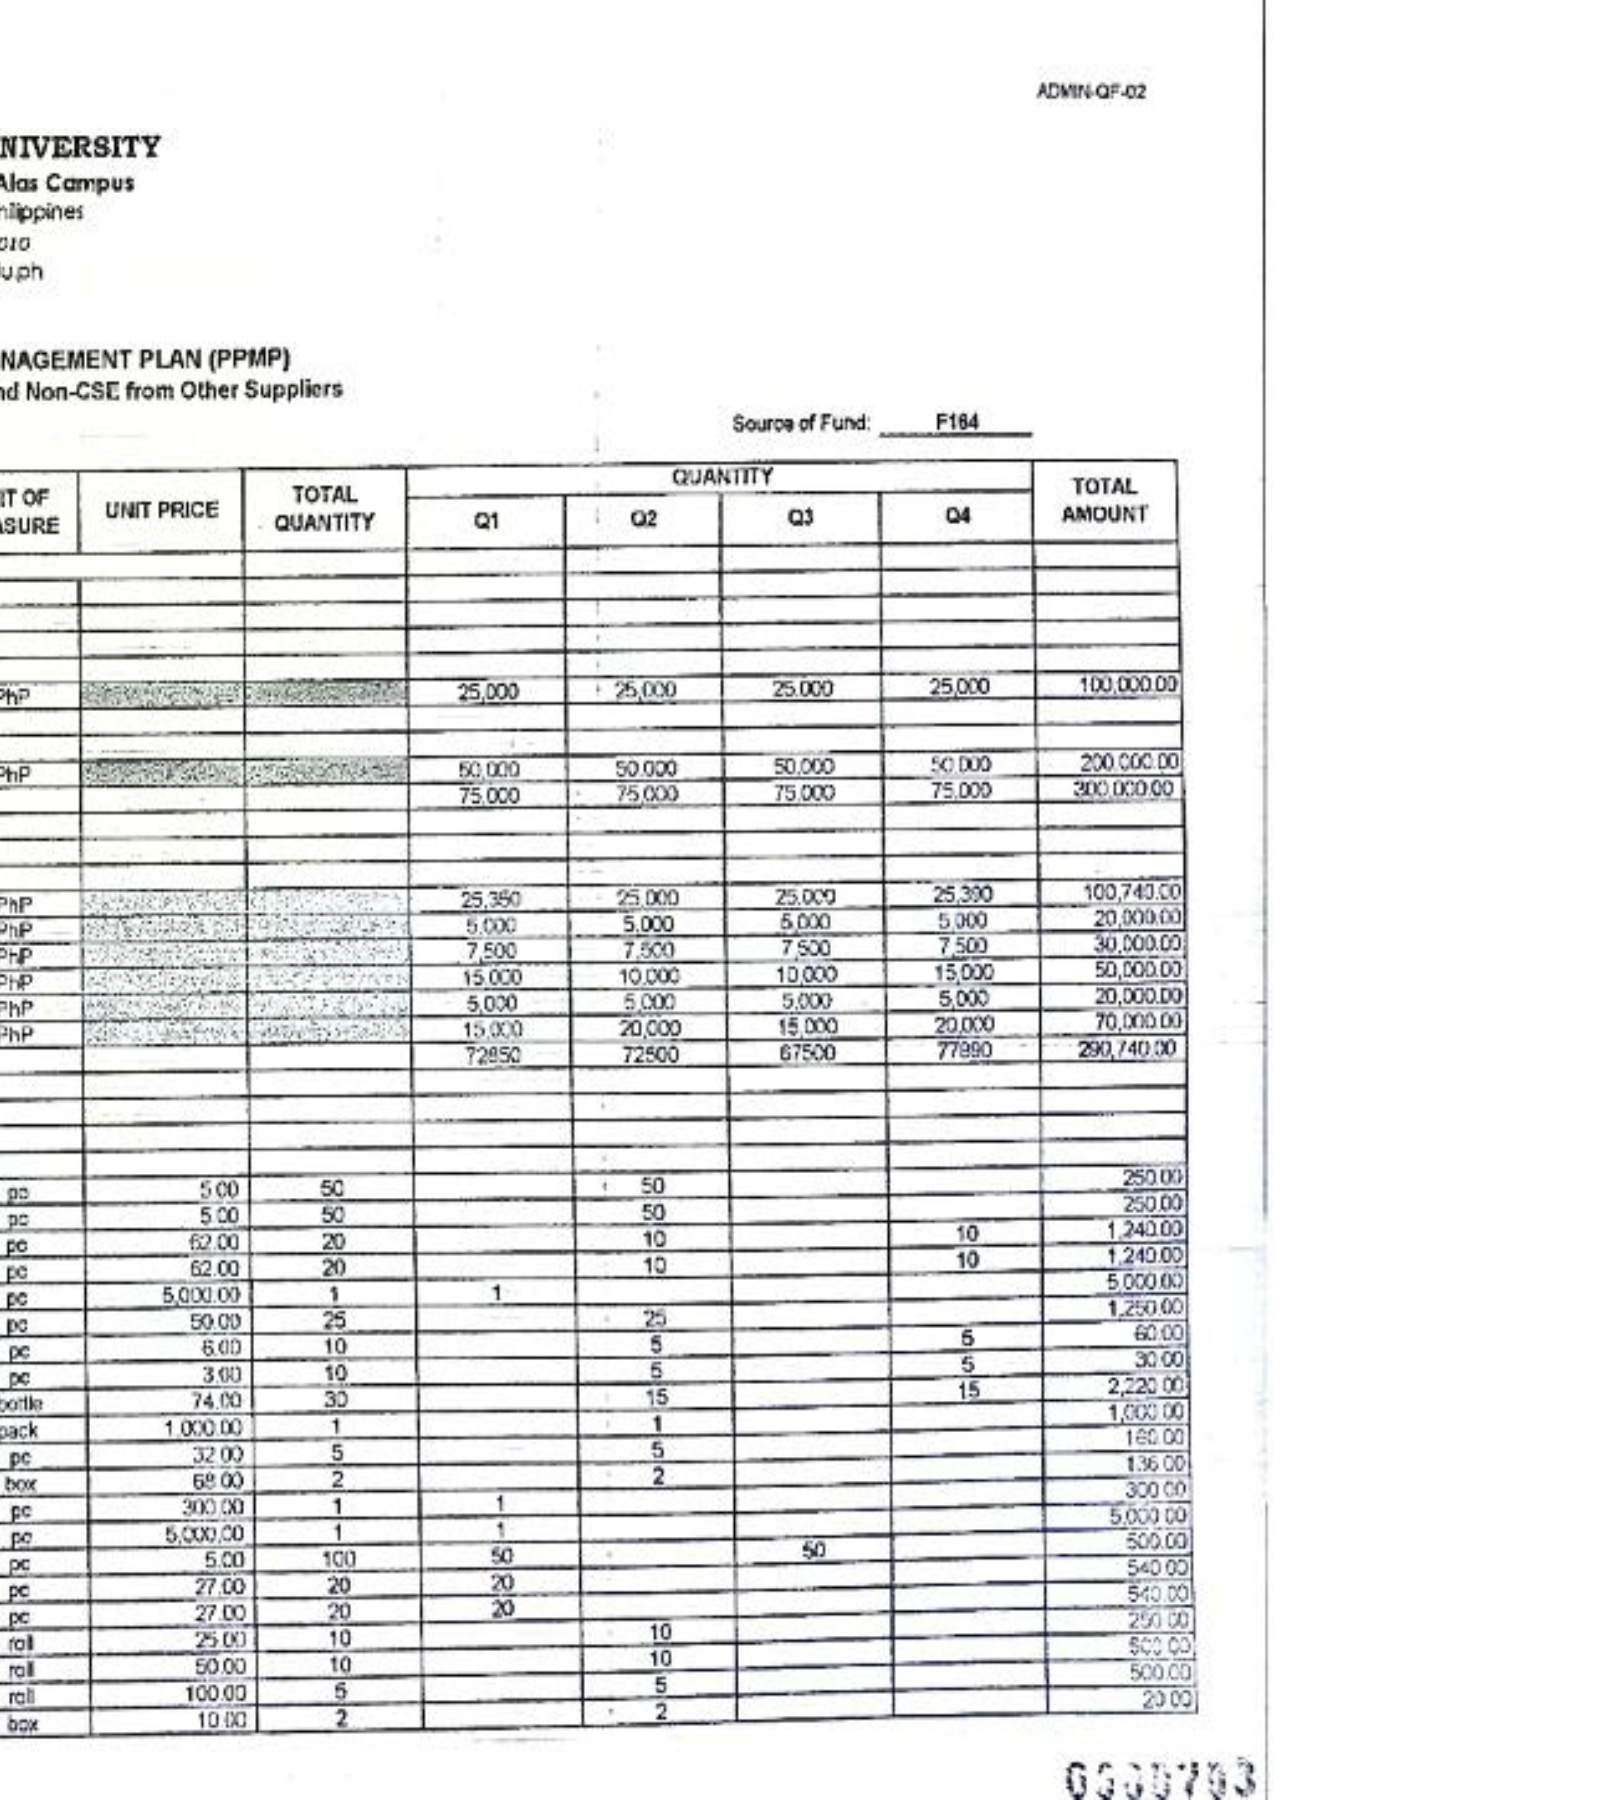 ADMIN-QF-02
NIVERSITY
Alas Campus
hilippines
010
u.ph
NAGEMENT PLAN (PPMP)
nd Non-CSE from Other Suppliers
Source of Fund: F164
IT OF ASURE UNIT PRICE TOTAL QUANTITY QUANTITY TOTAL AMOUNT
Q1 Q2 Q3 Q4
PhP 25,000 25,000 25,000 25,000 100,000.00
PhP 50,000 50,000 50,000 50,000 200,000.00
75,000 75,000 75,000 75,000 300,000.00
PhP 25,350 25,000 25,000 25,390 100,740.00
PhP 5,000 5,000 5,000 5,000 20,000.00
PhP 7,500 7,500 7,500 7,500 30,000.00
PhP 15,000 10,000 10,000 15,000 50,000.00
PhP 5,000 5,000 5,000 5,000 20,000.00
PhP 15,000 20,000 15,000 20,000 70,000.00
72850 72500 67500 77890 290,740.00
pc 5.00 50 50 250.00
pc 5.00 50 50 250.00
pc 62.00 20 10 10 1,240.00
pc 62.00 20 10 10 1,240.00
pc 5,000.00 1 1 5,000.00
pc 50.00 25 25 1,250.00
pc 6.00 10 5 5 60.00
pc 3.00 10 5 5 30.00
bottle 74.00 30 15 15 2,220.00
pack 1,000.00 1 1 1,000.00
pc 32.00 5 5 160.00
box 68.00 2 2 136.00
pc 300.00 1 1 300.00
pc 5,000.00 1 1 5,000.00
pc 5.00 100 50 50 500.00
pc 27.00 20 20 540.00
pc 27.00 20 20 540.00
roll 25.00 10 10 250.00
roll 50.00 10 10 500.00
roll 100.00 5 5 500.00
box 10.00 2 2 20.00